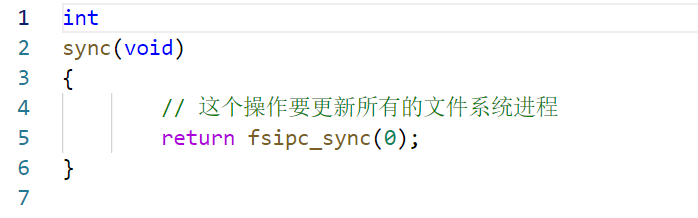 1 int
2 sync(void)
3 {
4 // 这个操作要更新所有的文件系统进程
5 return fsipc_sync(0);
6 }
7